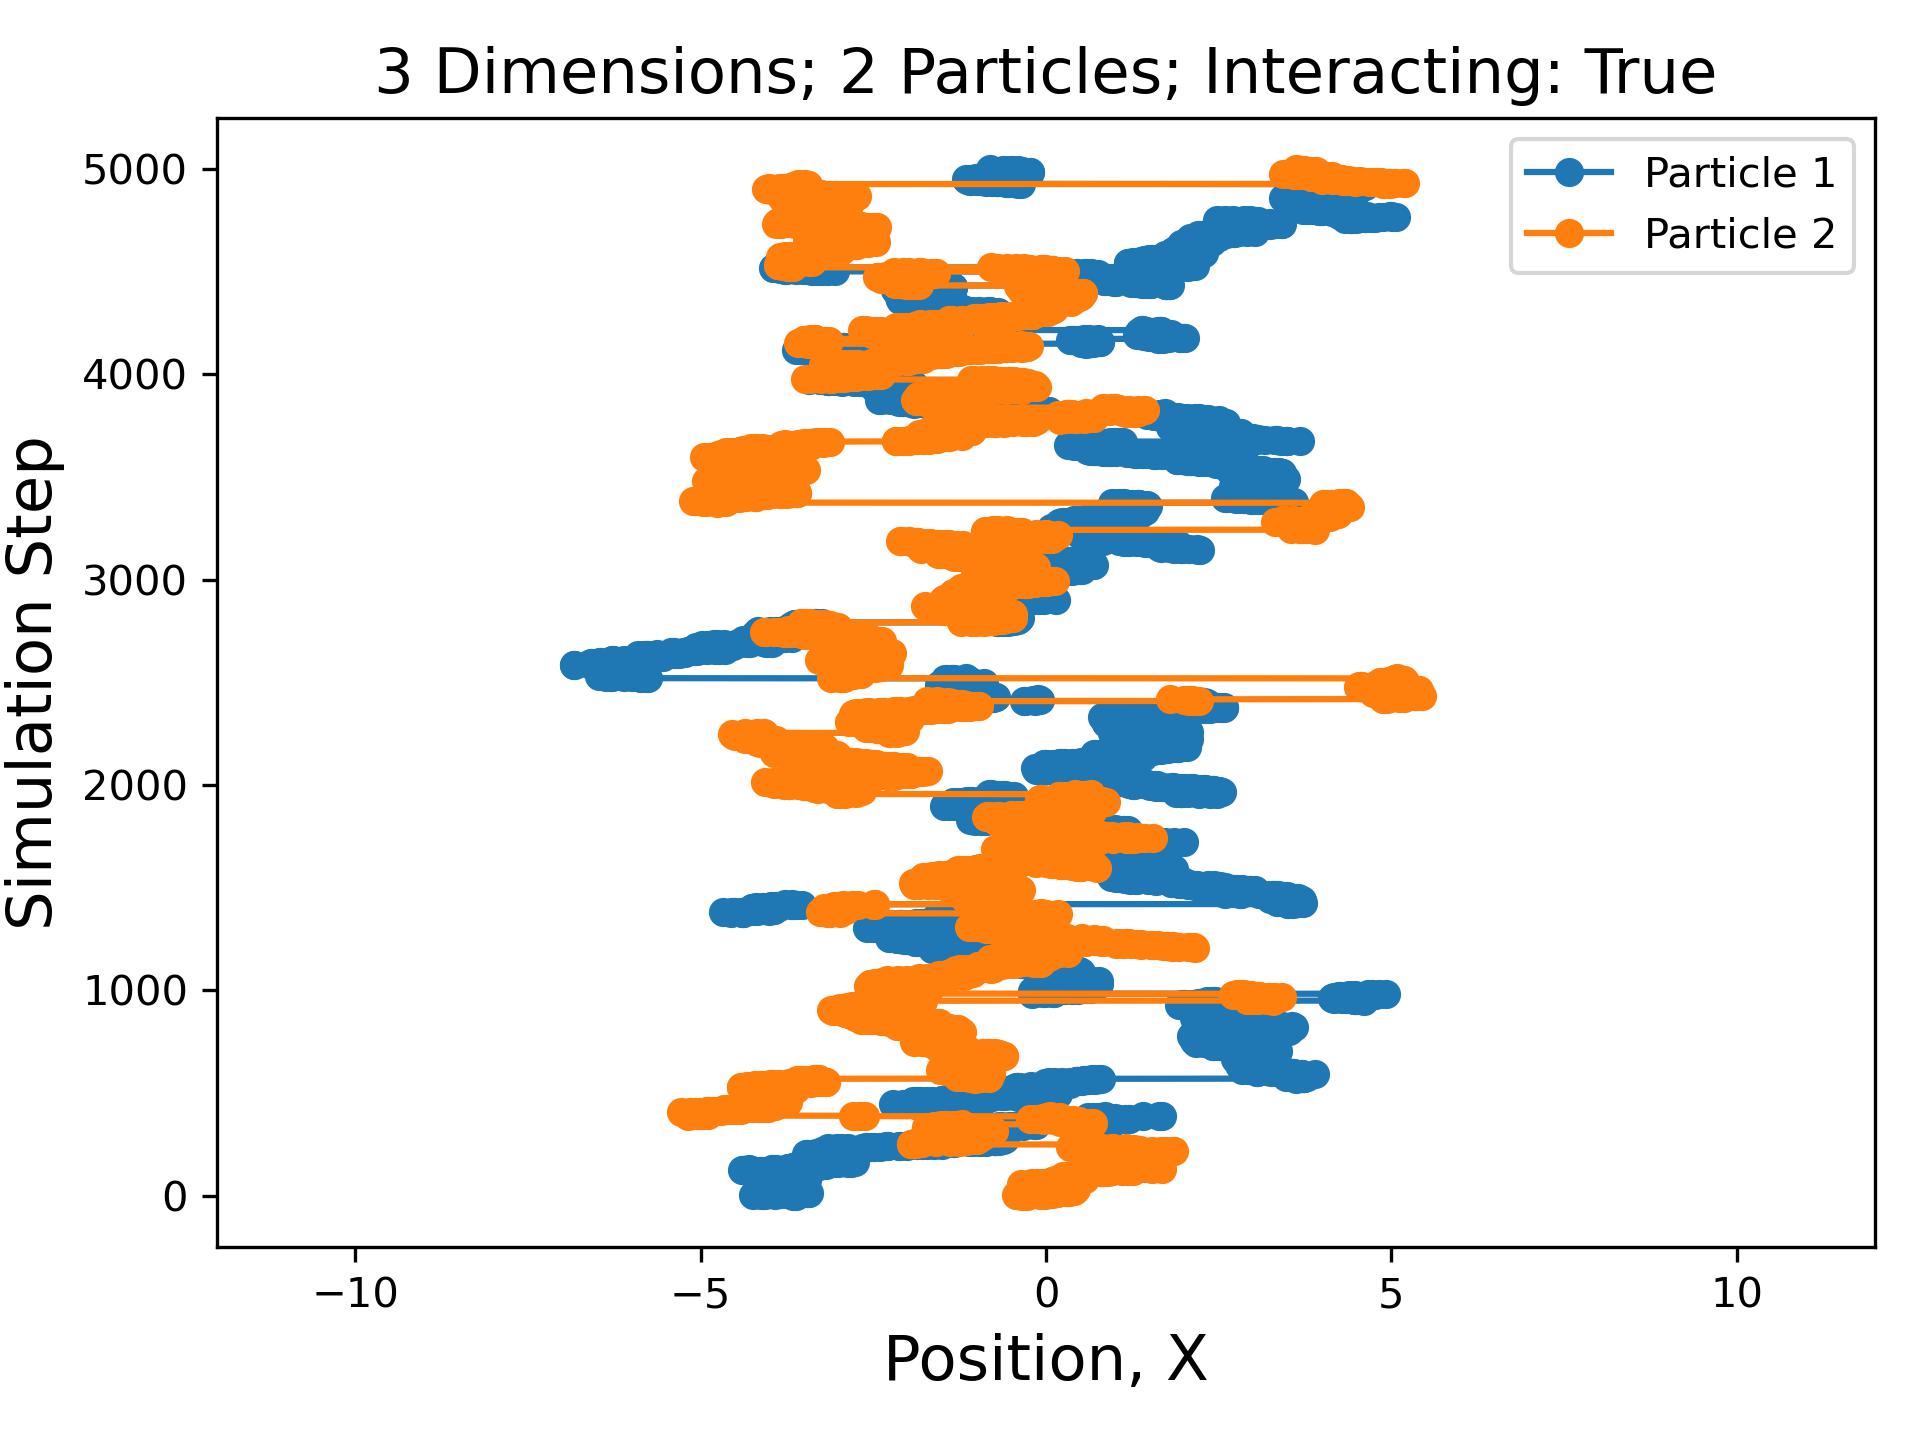 3 Dimensions; 2 Particles; Interacting: True
Particle 1
Particle 2
Simulation Step
5000
4000
3000
2000
1000
0
−10
−5
0
5
10
Position, X